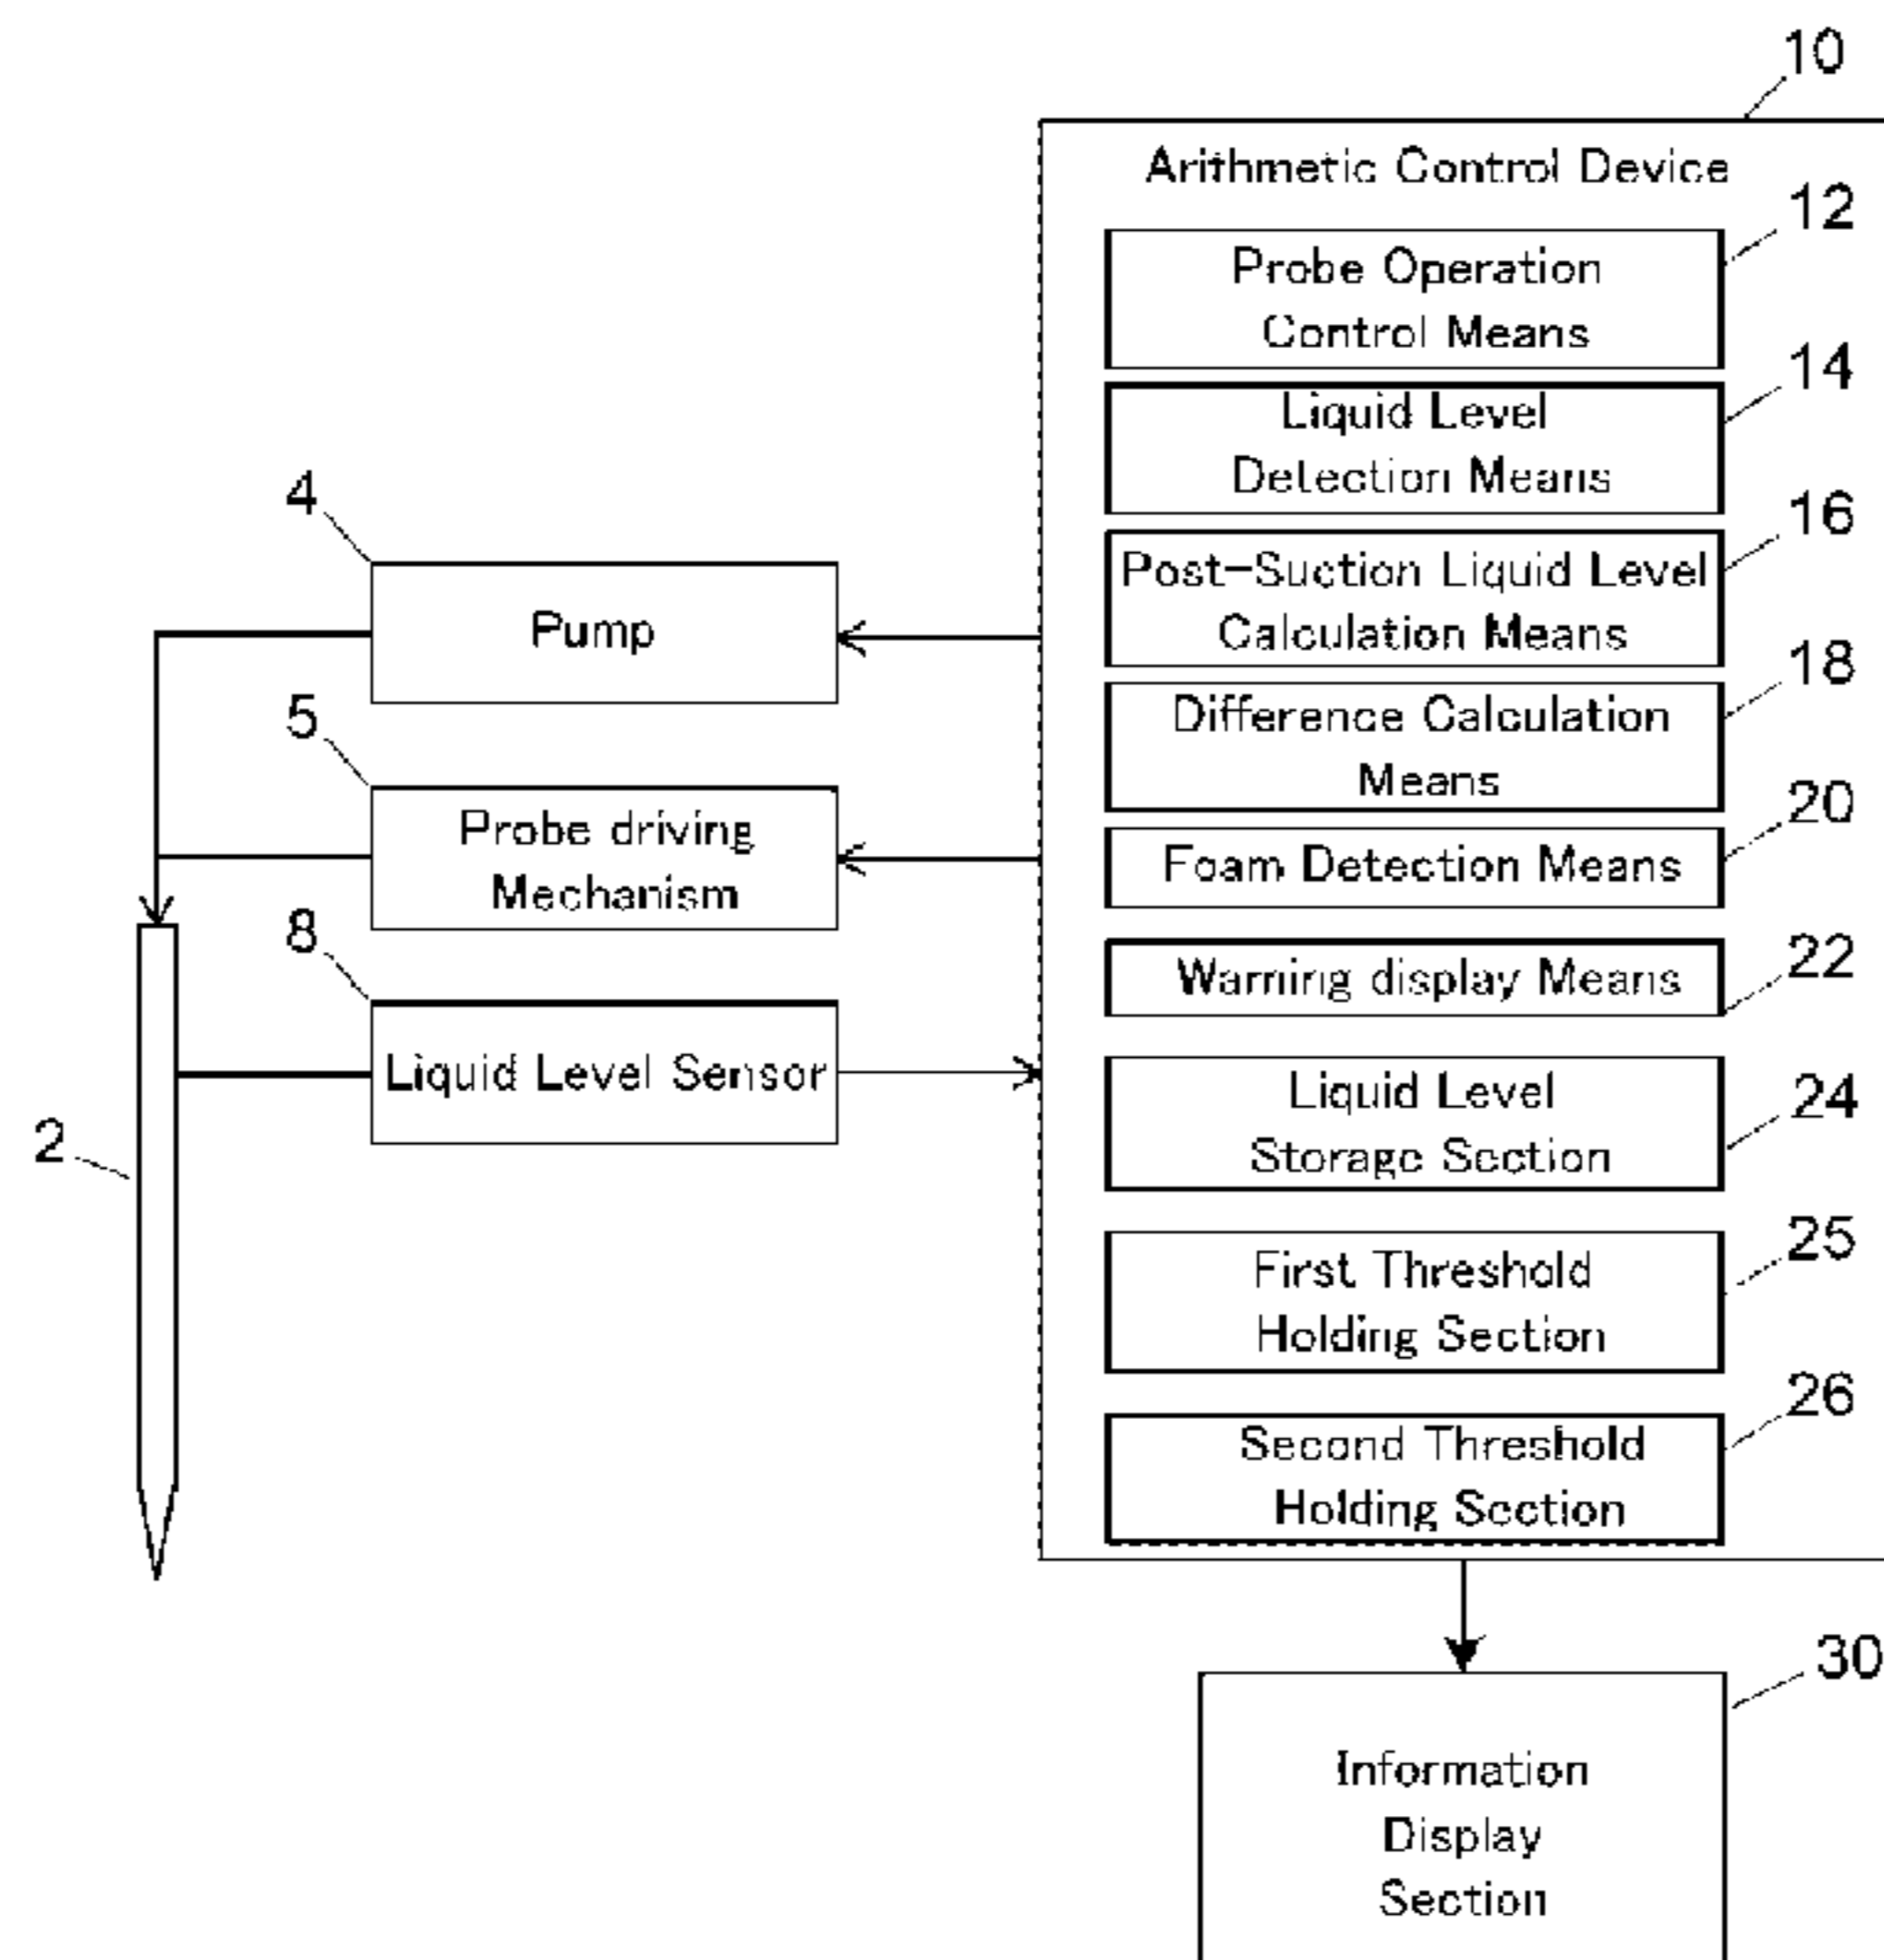 10
Arithmetic Control Device
12
Probe Operation
Control Means
14
Liquid Level
Detection Means
16
Post-Suction Liquid Level
Calculation Means
18
Difference Calculation
Means
20
Foam Detection Means
22
Warning display Means
24
Liquid Level
Storage Section
25
First Threshold
Holding Section
26
Second Threshold
Holding Section
4
Pump
5
Probe driving
Mechanism
8
Liquid Level Sensor
2
30
Information
Display
Section